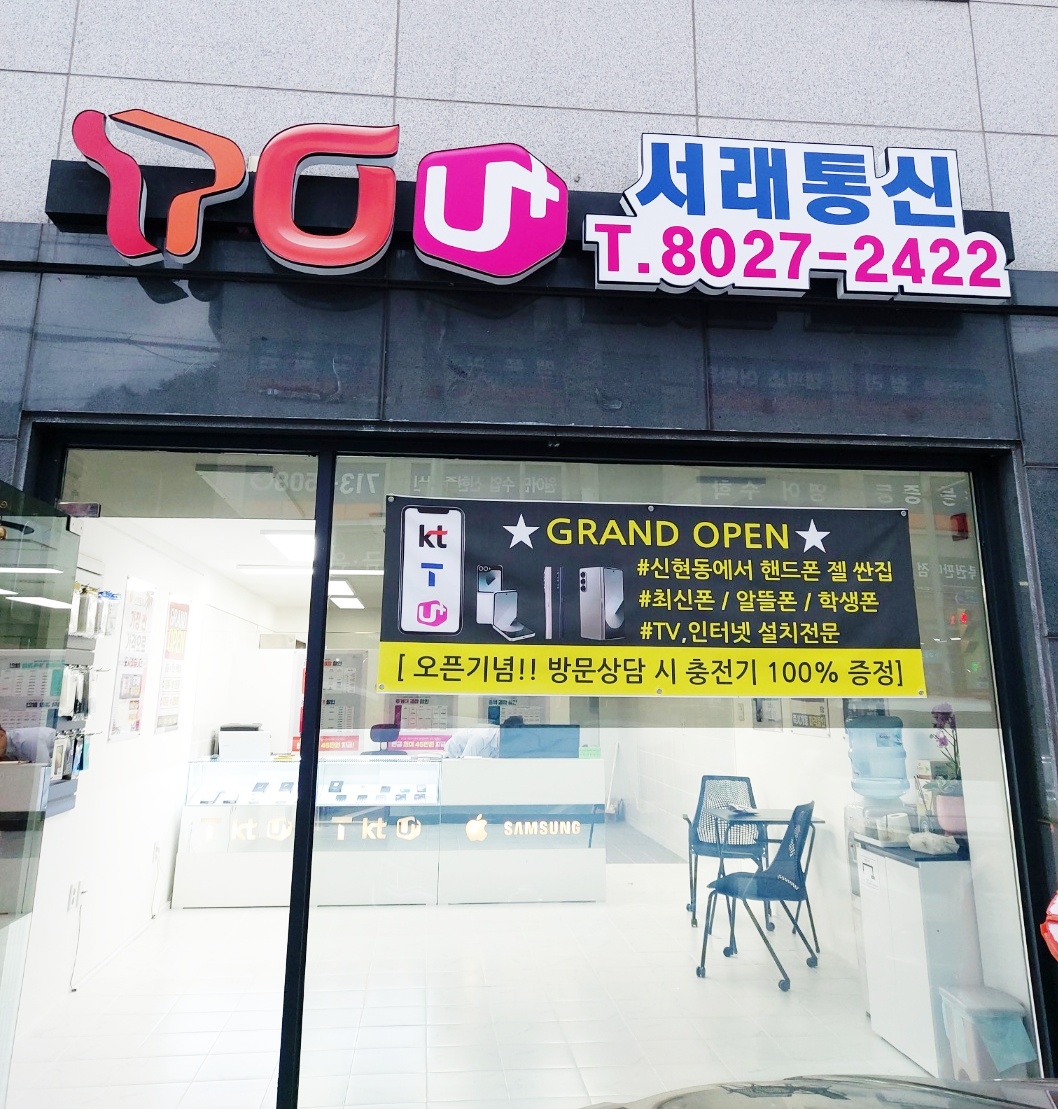 U+
서래통신
T.8027-2422
kt
T
U+
★GRAND OPEN★
#신현동에서 핸드폰 젤 싼집
#최신폰 / 알뜰폰 / 학생폰
#TV,인터넷 설치전문
[ 오픈기념!! 방문상담 시 충전기 100% 증정]
T kt U+ T kt U+ SAMSUNG